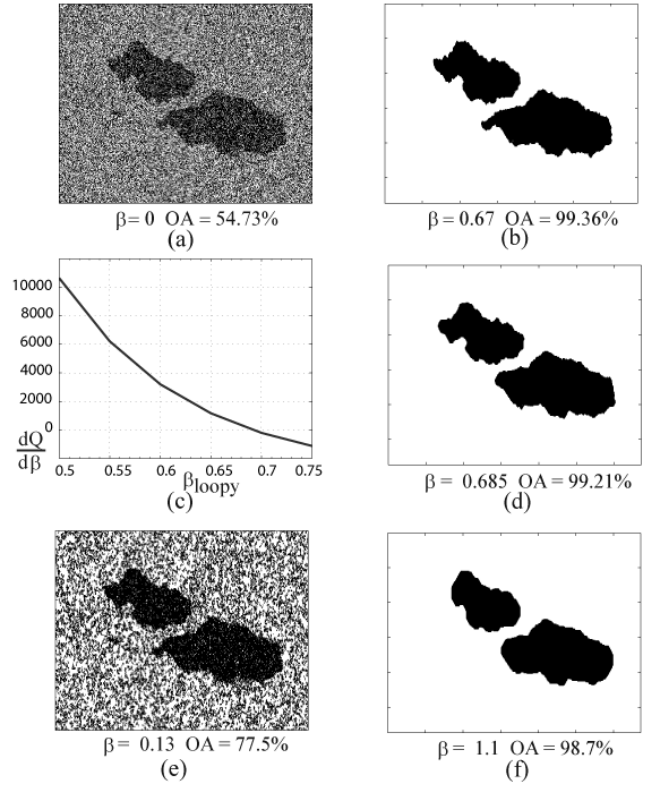 β = 0 OA = 54.73%
(a)
β = 0.67 OA = 99.36%
(b)
10000
8000
6000
4000
2000
0
dQ
dβ
0.5 0.55 0.6 0.65 0.7 0.75
βloopy
(c)
β = 0.685 OA = 99.21%
(d)
β = 0.13 OA = 77.5%
(e)
β = 1.1 OA = 98.7%
(f)